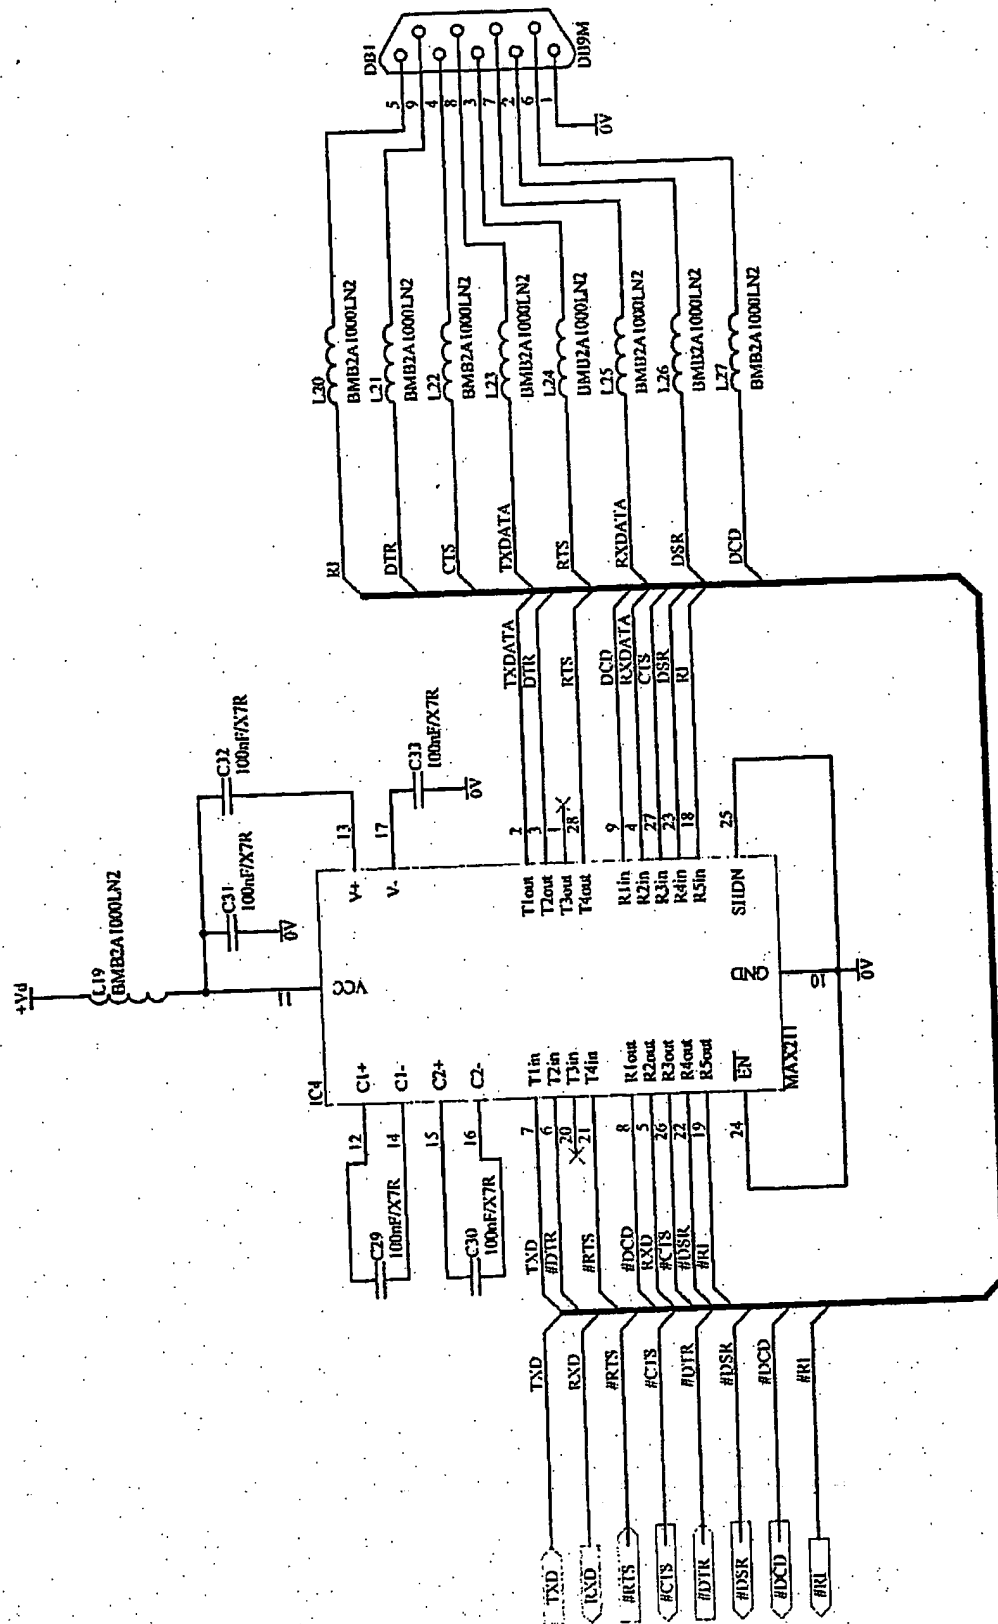 DB1
DB9M
5
9
4
8
3
7
2
6
1
0V
L20
BMB2A1000LN2
L21
BMB2A1000LN2
L22
BMB2A1000LN2
L23
BMB2A1000LN2
L24
BMB2A1000LN2
L25
BMB2A1000LN2
L26
BMB2A1000LN2
L27
BMB2A1000LN2
RI
DTR
CTS
TXDATA
RTS
RXDATA
DSR
DCD
TXDATA
DTR
RTS
DCD
RXDATA
CTS
DSR
RI
+Vd
L19
BMB2A1000LN2
C31
100nF/X7R
0V
C32
100nF/X7R
C33
100nF/X7R
0V
13
17
2
3
1
28
9
4
27
23
18
25
V+
V-
T1out
T2out
T3out
T4out
R1in
R2in
R3in
R4in
R5in
SHDN
11
VCC
GND
10
0V
IC4
MAX211
C1+
C1-
C2+
C2-
T1in
T2in
T3in
T4in
R1out
R2out
R3out
R4out
R5out
EN
12
14
15
16
7
6
20
21
8
5
26
22
19
24
C29
100nF/X7R
C30
100nF/X7R
TXD
#DTR
#RTS
#DCD
RXD
#CTS
#DSR
#RI
TXD
RXD
#RTS
#CTS
#DTR
#DSR
#DCD
#RI
TXD
RXD
#RTS
#CTS
#DTR
#DSR
#DCD
#RI